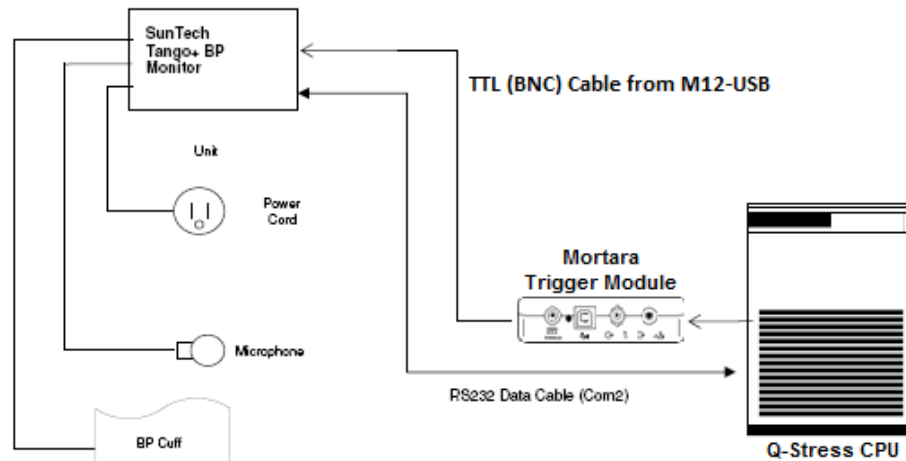 SunTech
Tango+ BP
Monitor
TTL (BNC) Cable from M12-USB
Unit
Power
Cord
Mortara
Trigger Module
Microphone
RS232 Data Cable (Com2)
BP Cuff
Q-Stress CPU